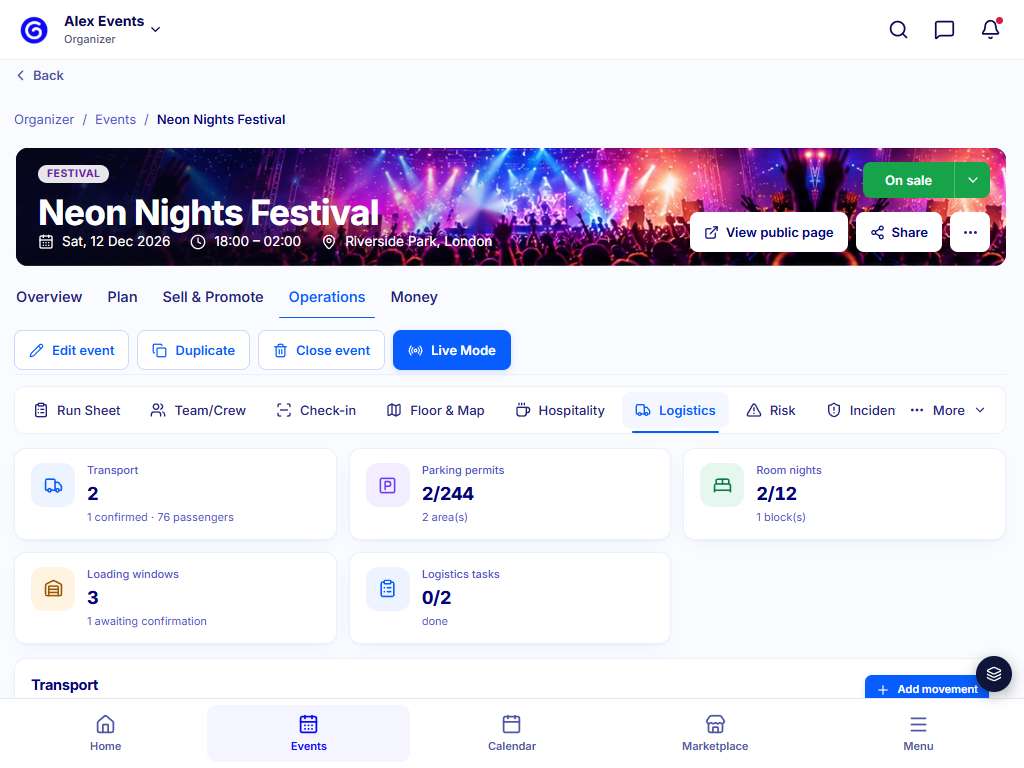 Alex Events
Organizer
Back
Organizer / Events / Neon Nights Festival
FESTIVAL
On sale
Neon Nights Festival
Sat, 12 Dec 2026 18:00 – 02:00 Riverside Park, London
View public page Share
Overview Plan Sell & Promote Operations Money
Edit event Duplicate Close event Live Mode
Run Sheet Team/Crew Check-in Floor & Map Hospitality Logistics Risk Inciden More
Transport
2
1 confirmed · 76 passengers
Parking permits
2/244
2 area(s)
Room nights
2/12
1 block(s)
Loading windows
3
1 awaiting confirmation
Logistics tasks
0/2
done
Transport
Add movement
Home Events Calendar Marketplace Menu